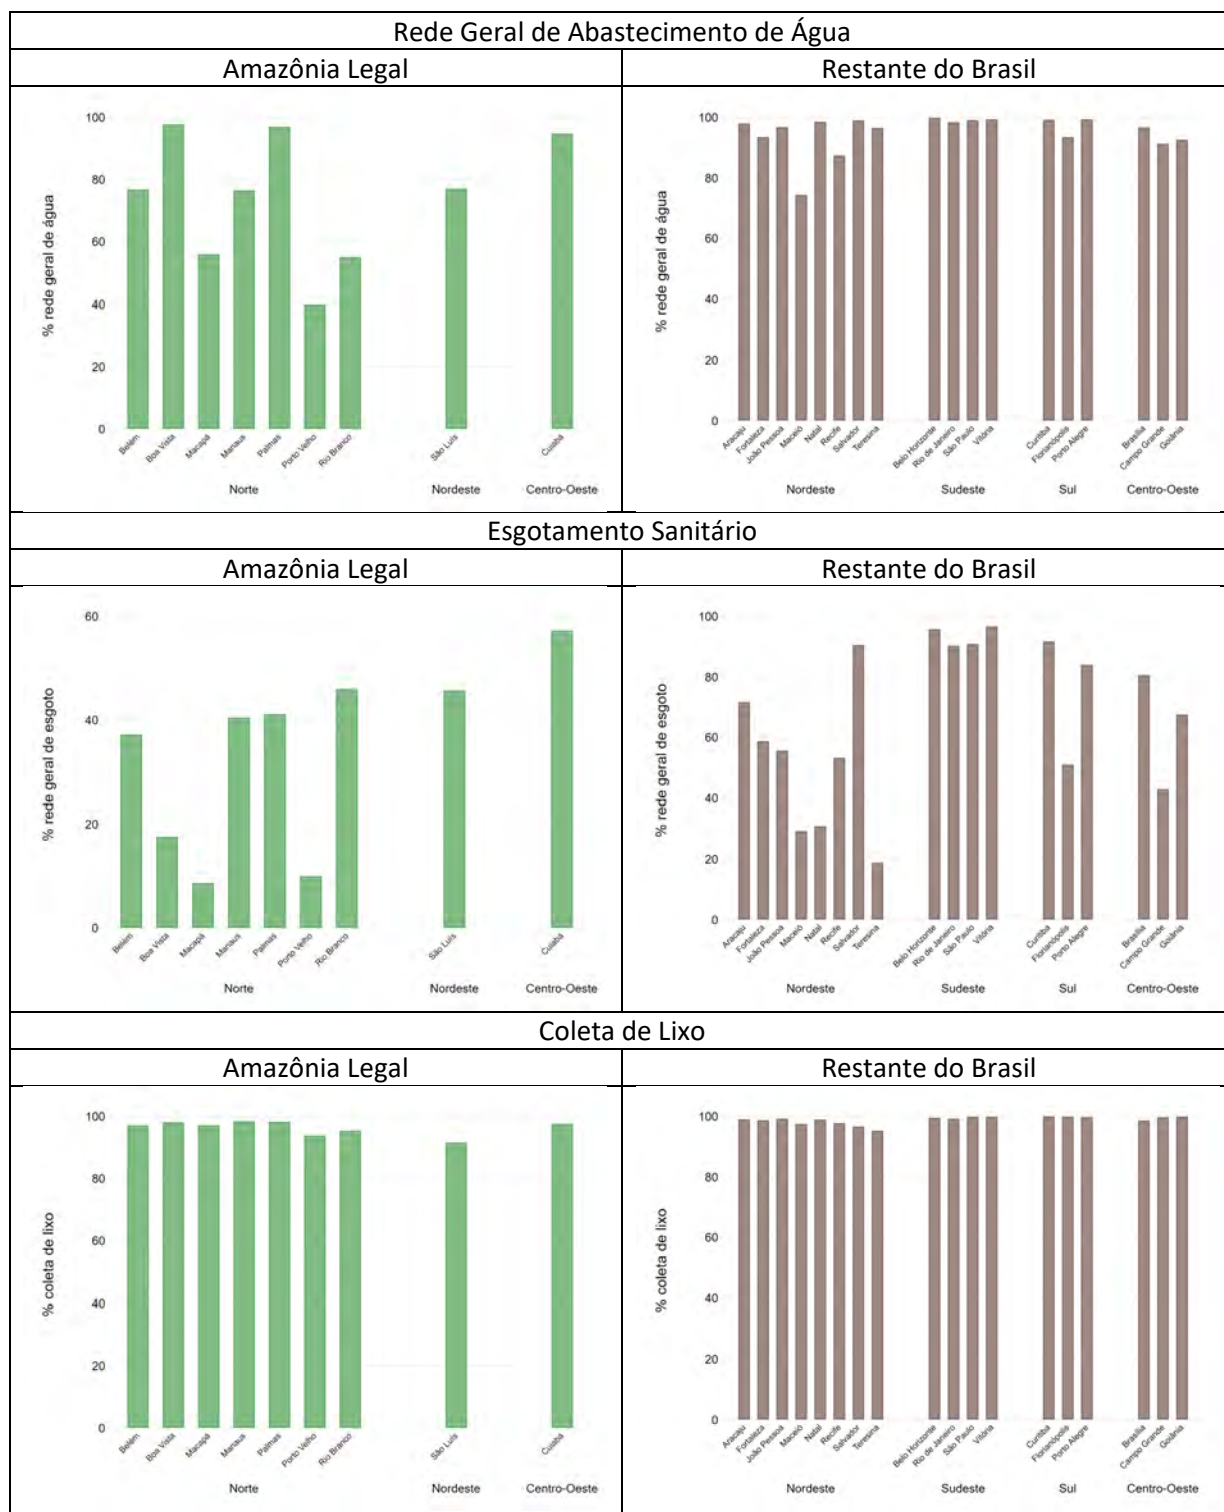 Rede Geral de Abastecimento de Água
Amazônia Legal
Restante do Brasil
% rede geral de água
100
80
60
40
20
0
Belém
Boa Vista
Macapá
Manaus
Palmas
Porto Velho
Rio Branco
São Luís
Cuiabá
Norte
Nordeste
Centro-Oeste
% rede geral de água
100
80
60
40
20
0
Aracaju
Fortaleza
João Pessoa
Maceió
Natal
Recife
Salvador
Teresina
Belo Horizonte
Rio de Janeiro
São Paulo
Vitória
Curitiba
Florianópolis
Porto Alegre
Brasília
Campo Grande
Goiânia
Nordeste
Sudeste
Sul
Centro-Oeste
Esgotamento Sanitário
Amazônia Legal
Restante do Brasil
% rede geral de esgoto
60
40
20
0
Belém
Boa Vista
Macapá
Manaus
Palmas
Porto Velho
Rio Branco
São Luís
Cuiabá
Norte
Nordeste
Centro-Oeste
% rede geral de esgoto
100
80
60
40
20
0
Aracaju
Fortaleza
João Pessoa
Maceió
Natal
Recife
Salvador
Teresina
Belo Horizonte
Rio de Janeiro
São Paulo
Vitória
Curitiba
Florianópolis
Porto Alegre
Brasília
Campo Grande
Goiânia
Nordeste
Sudeste
Sul
Centro-Oeste
Coleta de Lixo
Amazônia Legal
Restante do Brasil
% coleta de lixo
100
80
60
40
20
0
Belém
Boa Vista
Macapá
Manaus
Palmas
Porto Velho
Rio Branco
São Luís
Cuiabá
Norte
Nordeste
Centro-Oeste
% coleta de lixo
100
80
60
40
20
0
Aracaju
Fortaleza
João Pessoa
Maceió
Natal
Recife
Salvador
Teresina
Belo Horizonte
Rio de Janeiro
São Paulo
Vitória
Curitiba
Florianópolis
Porto Alegre
Brasília
Campo Grande
Goiânia
Nordeste
Sudeste
Sul
Centro-Oeste